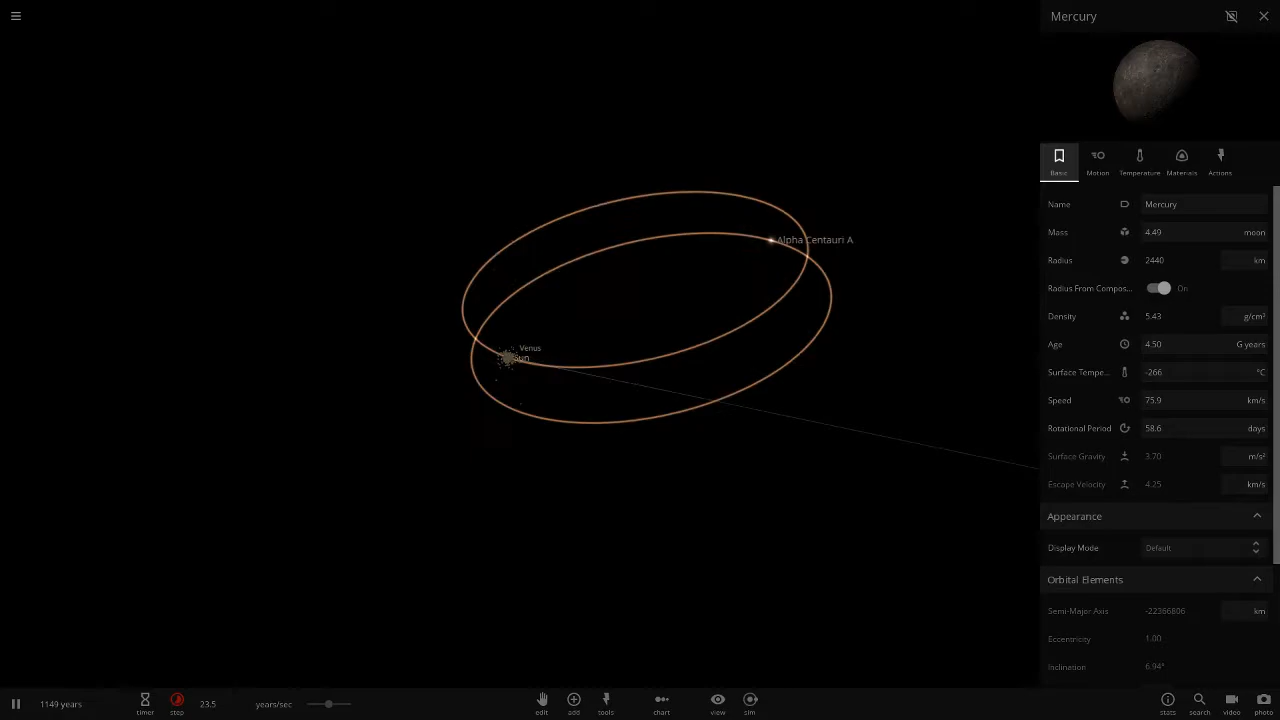 Mercury
Basic Motion Temperature Materials Actions
Name Mercury
Mass 4.49 moon
Radius 2440 km
Radius From Compos... On
Density 5.43 g/cm³
Age 4.50 G years
Surface Tempe... -266 °C
Speed 75.9 km/s
Rotational Period 58.6 days
Surface Gravity 3.70 m/s²
Escape Velocity 4.25 km/s
Appearance
Display Mode Default
Orbital Elements
Semi-Major Axis -22366806 km
Eccentricity 1.00
Inclination 6.94°
Alpha Centauri A
Venus
Sun
1149 years timer step 23.5 years/sec edit add tools chart view sim stats search video photo